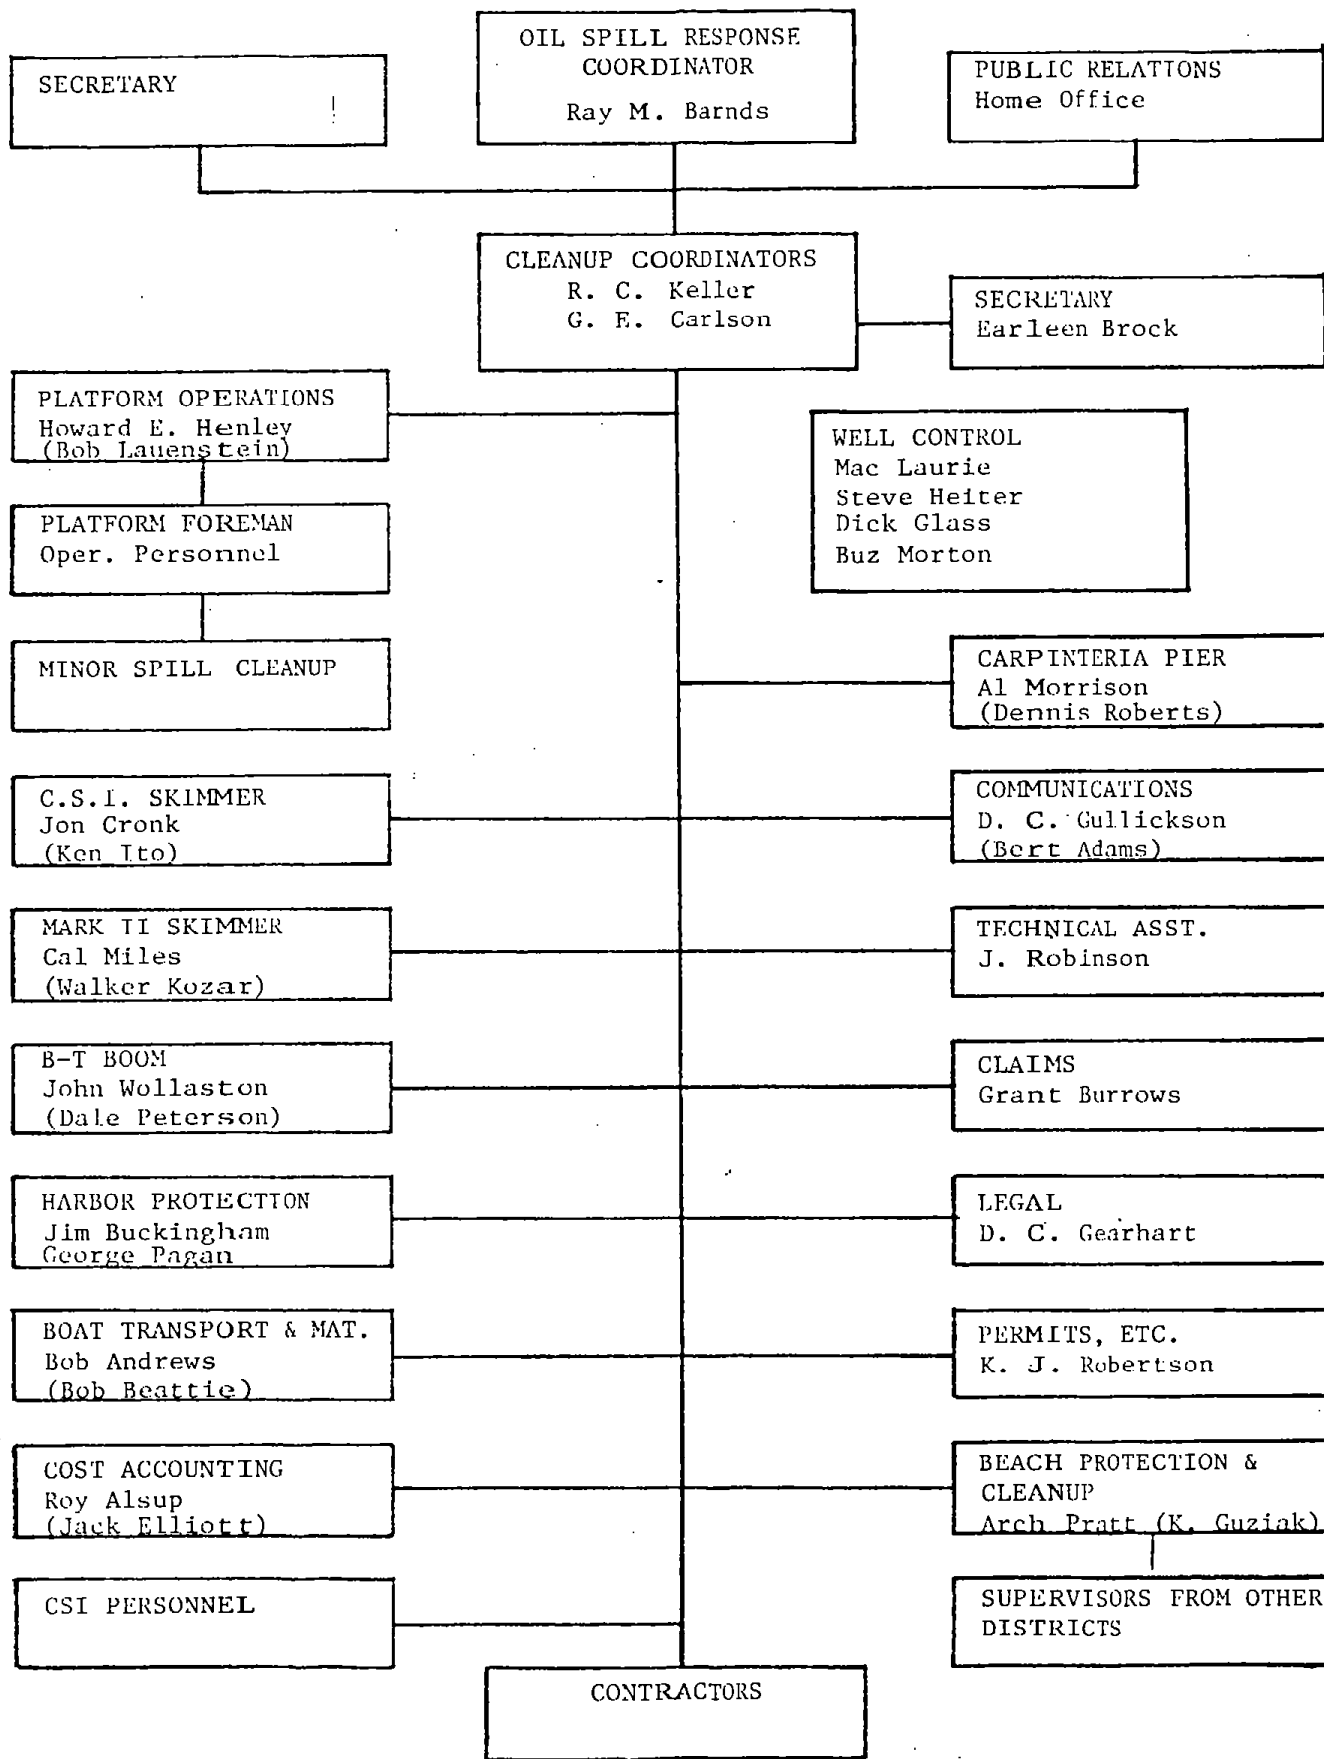 OIL SPILL RESPONSE
COORDINATOR
Ray M. Barnds
SECRETARY
PUBLIC RELATIONS
Home Office
CLEANUP COORDINATORS
R. C. Keller
G. E. Carlson
SECRETARY
Earleen Brock
PLATFORM OPERATIONS
Howard E. Henley
(Bob Lauenstein)
WELL CONTROL
Mac Laurie
Steve Heiter
Dick Glass
Buz Morton
PLATFORM FOREMAN
Oper. Personnel
MINOR SPILL CLEANUP
CARPINTERIA PIER
Al Morrison
(Dennis Roberts)
C.S.I. SKIMMER
Jon Cronk
(Ken Ito)
COMMUNICATIONS
D. C. Gullickson
(Bert Adams)
MARK II SKIMMER
Cal Miles
(Walker Kozar)
TECHNICAL ASST.
J. Robinson
B-T BOOM
John Wollaston
(Dale Peterson)
CLAIMS
Grant Burrows
HARBOR PROTECTION
Jim Buckingham
George Pagan
LEGAL
D. C. Gearhart
BOAT TRANSPORT & MAT.
Bob Andrews
(Bob Beattie)
PERMITS, ETC.
K. J. Robertson
COST ACCOUNTING
Roy Alsup
(Jack Elliott)
BEACH PROTECTION &
CLEANUP
Arch Pratt (K. Guziak)
CSI PERSONNEL
SUPERVISORS FROM OTHER
DISTRICTS
CONTRACTORS